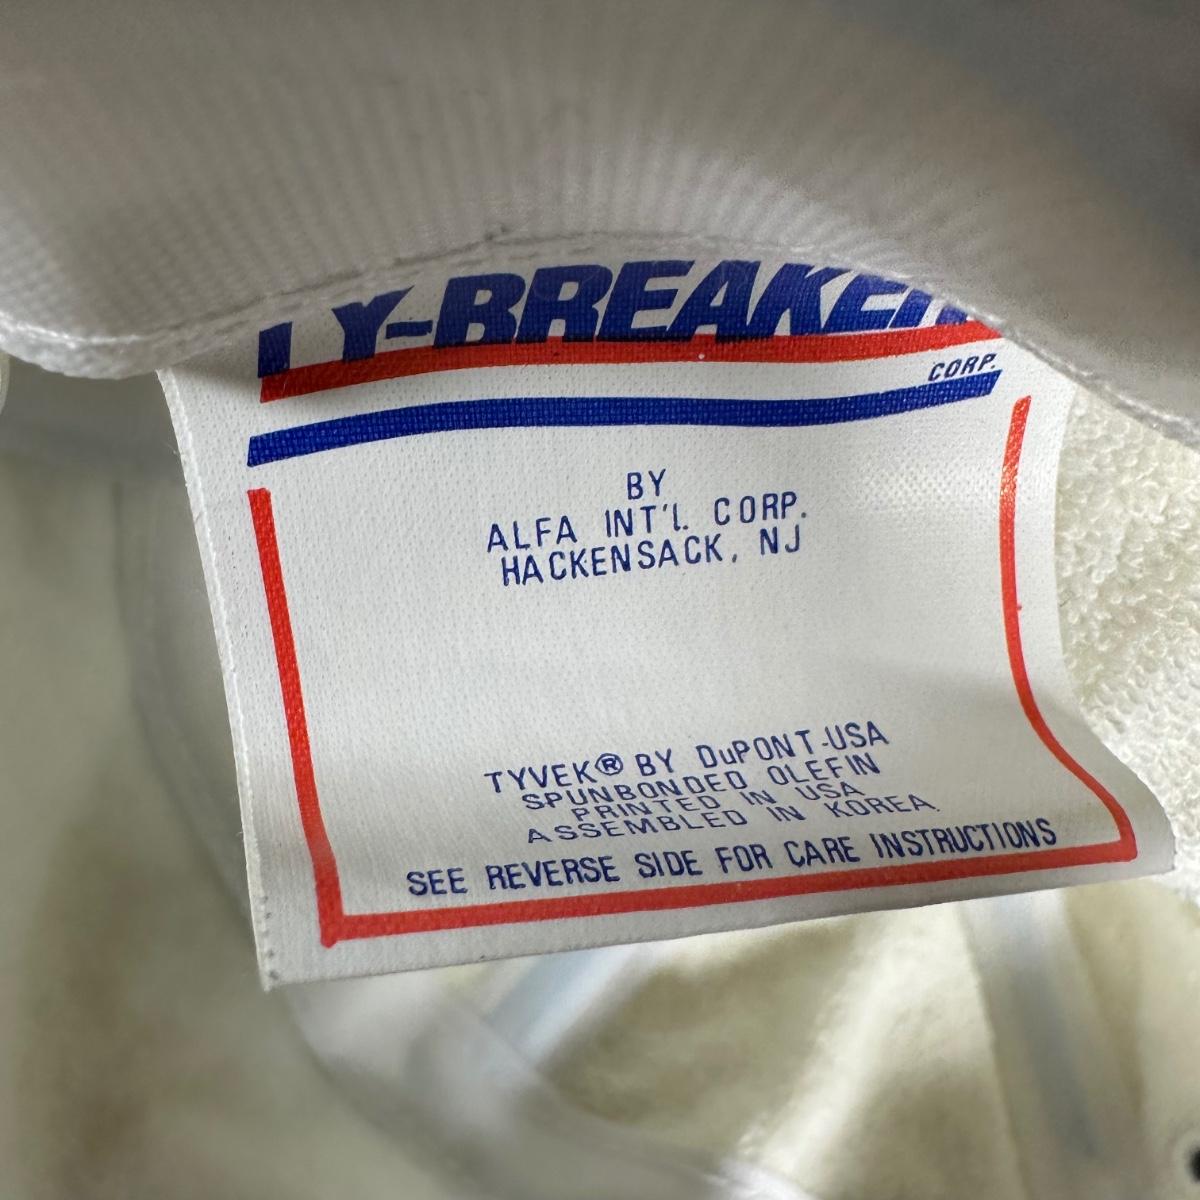 TY-BREAKER
CORP.
BY
ALFA INT'L. CORP.
HACKENSACK, NJ
TYVEK® BY DuPONT-USA
SPUNBONDED OLEFIN
PRINTED IN USA
ASSEMBLED IN KOREA.
SEE REVERSE SIDE FOR CARE INSTRUCTIONS